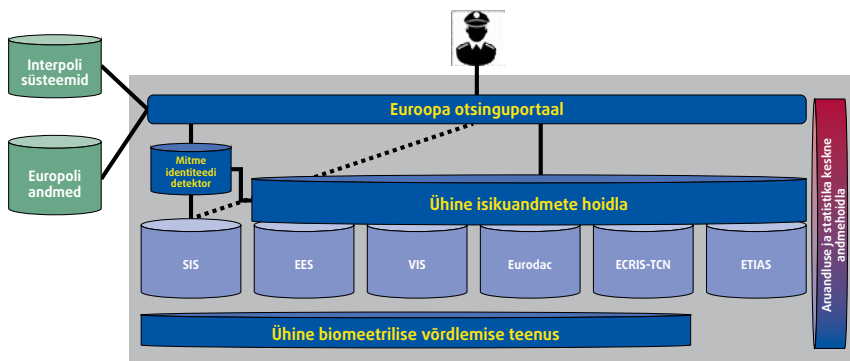 Interpoli
süsteemid
Euroopa otsinguportaal
Europoli
andmed
Mitme
identiteedi
detektor
Ühine isikuandmete hoidla
SIS
EES
VIS
Eurodac
ECRIS-TCN
ETIAS
Ühine biomeetrilise võrdlemise teenus
Aruandluse ja statistika keskne
andmehoidla